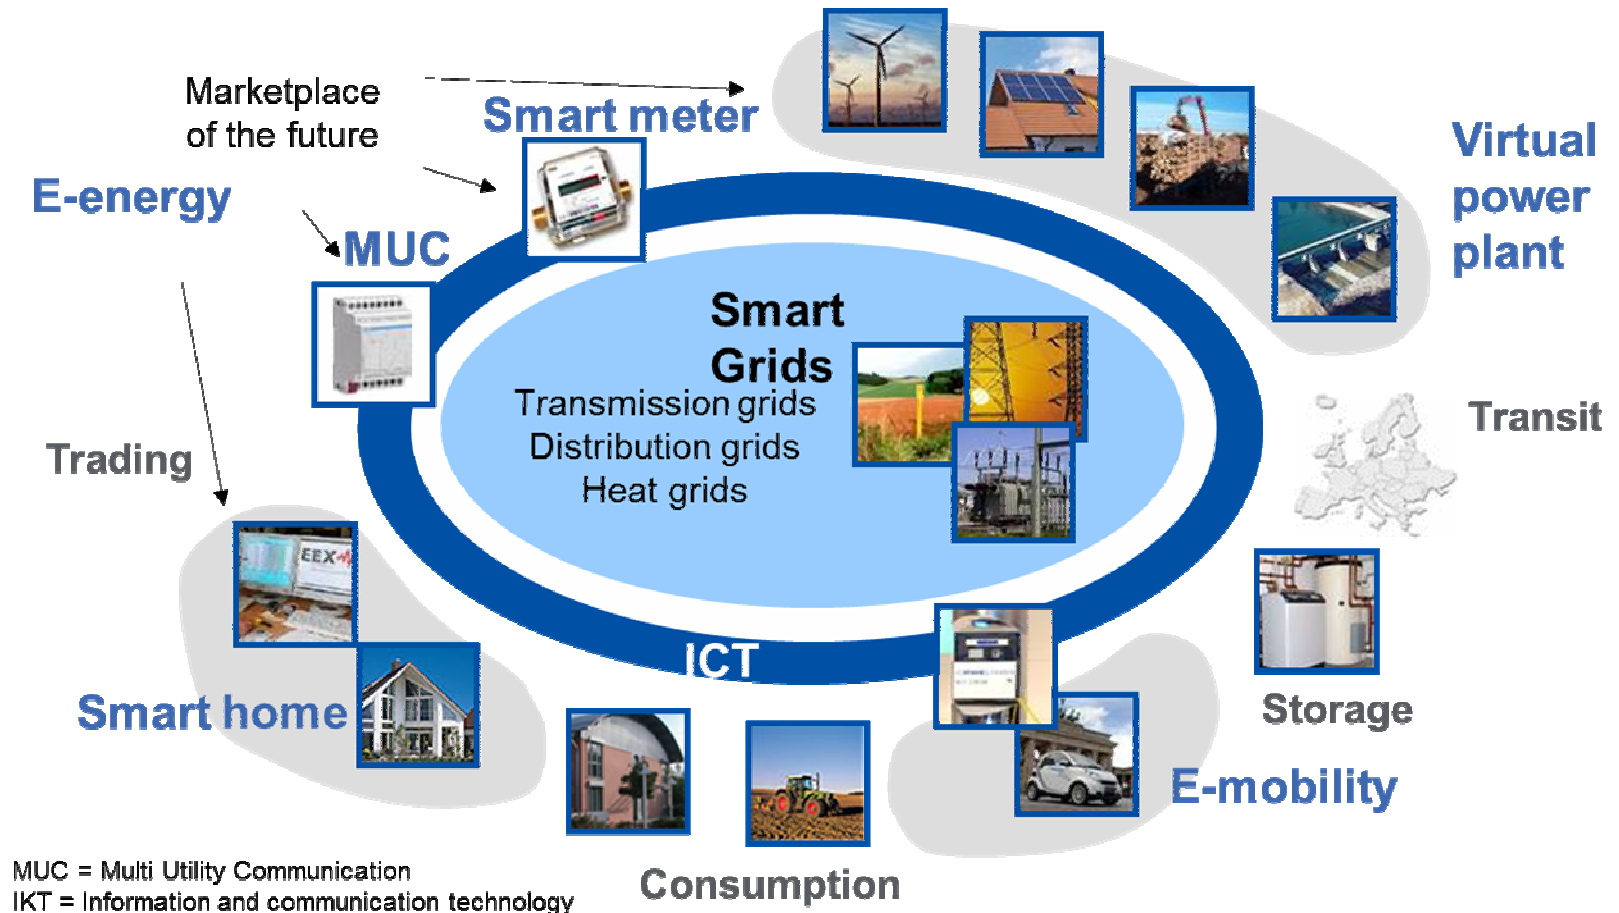 Marketplace
of the future
Smart meter
E-energy
MUC
Virtual
power
plant
Smart
Grids
Transmission grids
Distribution grids
Heat grids
Transit
Trading
EEX
ICT
Smart home
Storage
E-mobility
Consumption
MUC = Multi Utility Communication
IKT = Information and communication technology